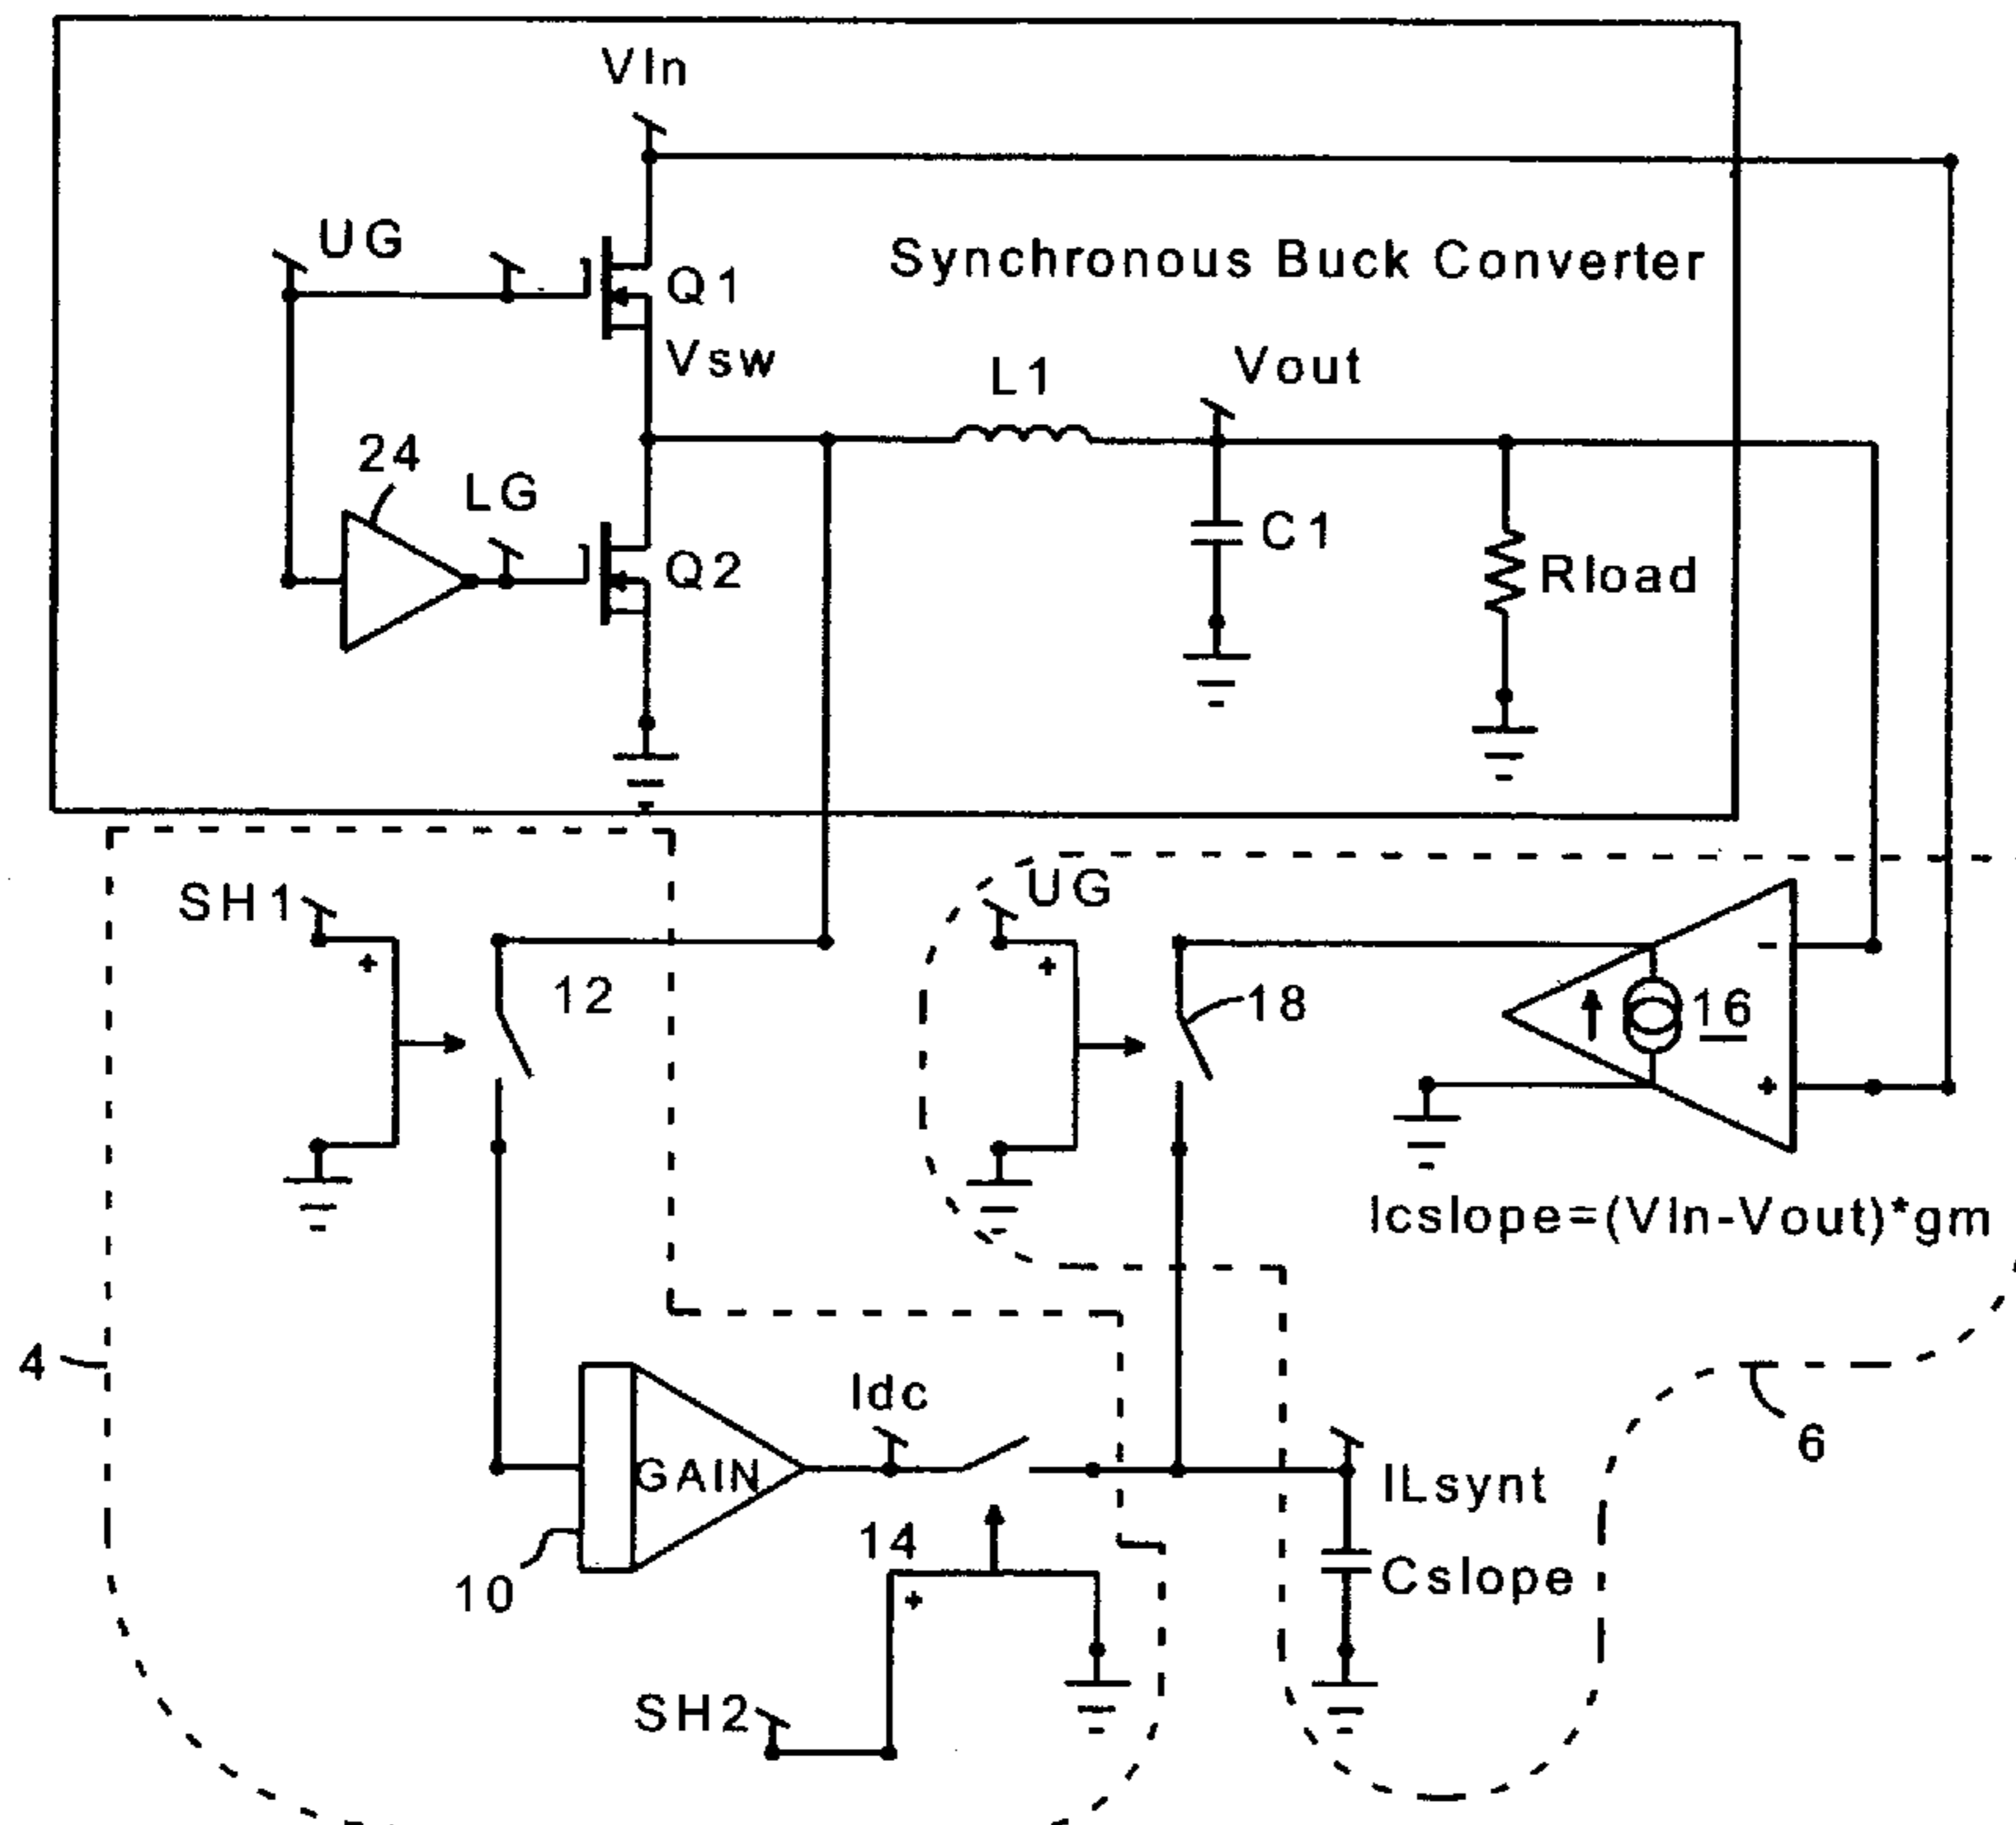 VIn
UG
Q1
Synchronous Buck Converter
Vsw
L1
Vout
24
LG
Q2
C1
Rload
SH1
+
12
UG
+
18
-
16
+
Icslope=(VIn-Vout)*gm
4
Idc
GAIN
ILsynt
6
10
14
+
Cslope
SH2